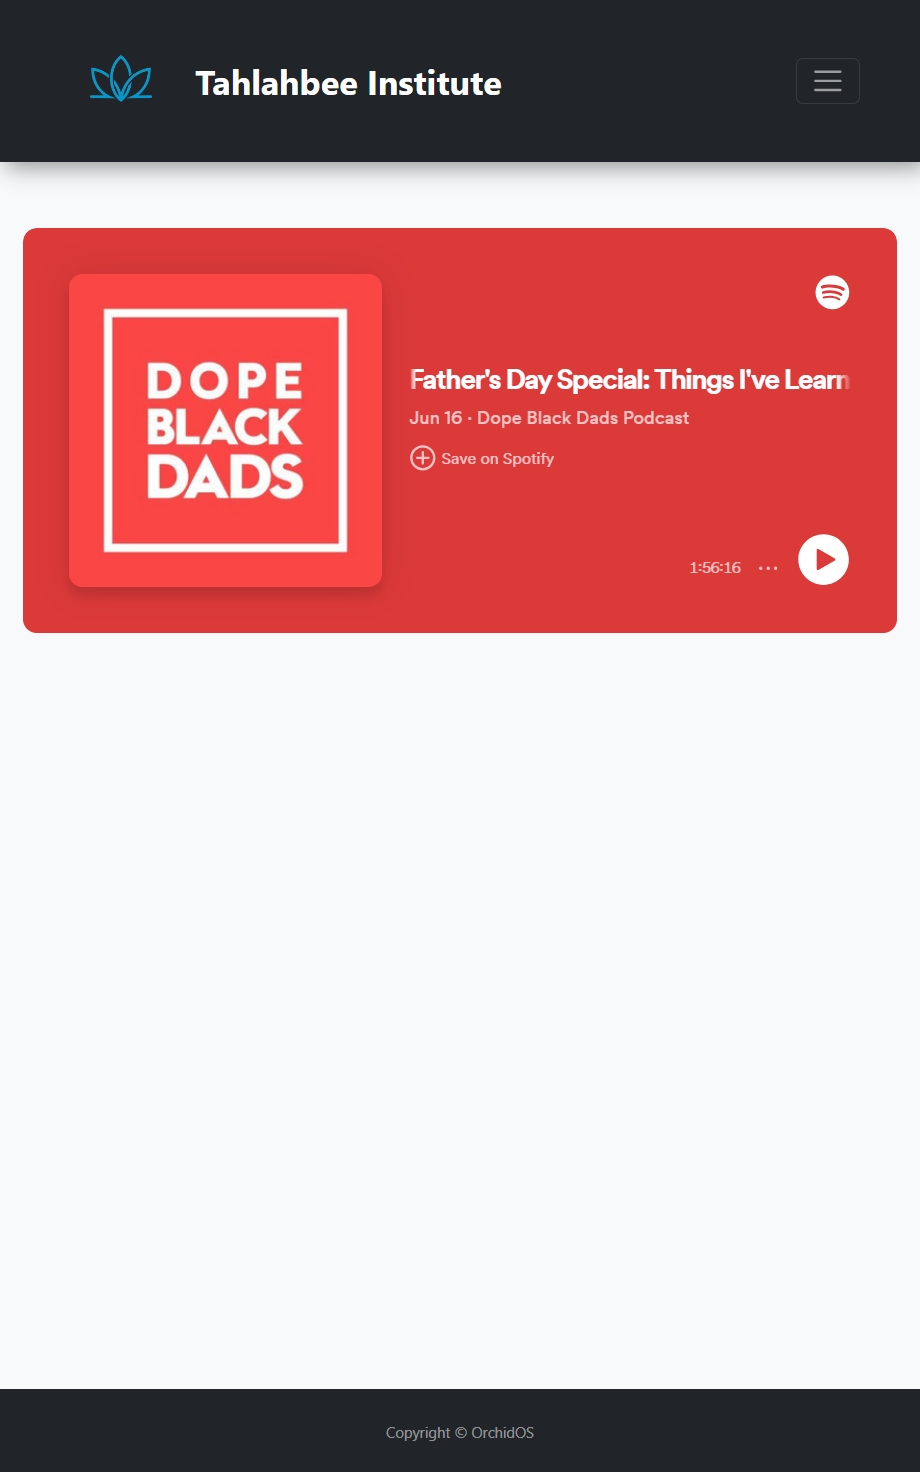 Tahlahbee Institute
DOPE
BLACK
DADS
Father's Day Special: Things I've Learn
Jun 16 · Dope Black Dads Podcast
Save on Spotify
1:56:16
Copyright © OrchidOS